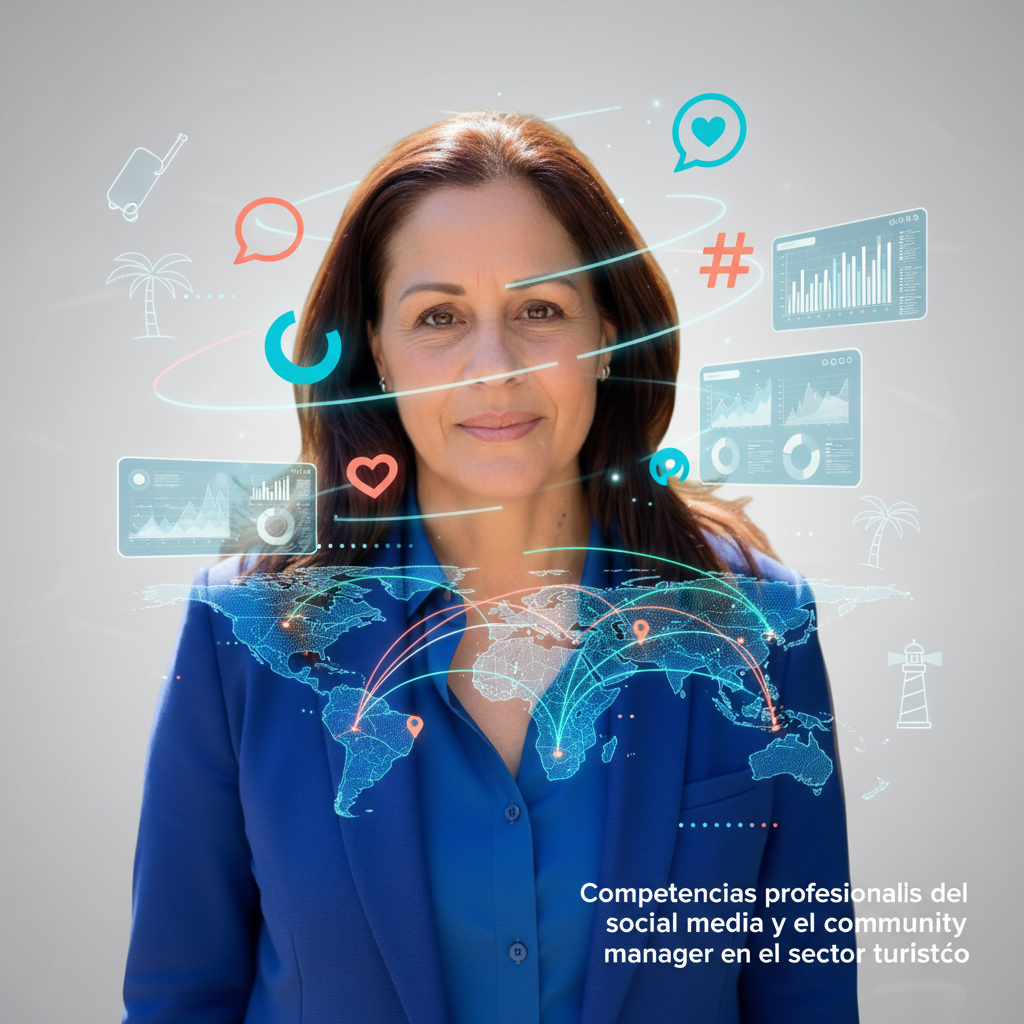 Competencias profesionalis del
social media y el community
manager en el sector turistćo